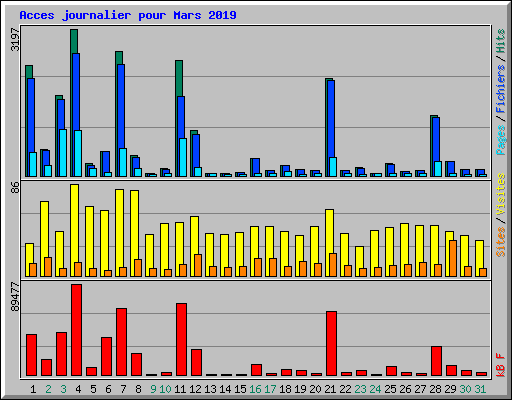 Acces journalier pour Mars 2019
3197
Pages/Fichiers/Hits
86
Sites/Visites
89477
kB F
1 2 3 4 5 6 7 8 9 10 11 12 13 14 15 16 17 18 19 20 21 22 23 24 25 26 27 28 29 30 31